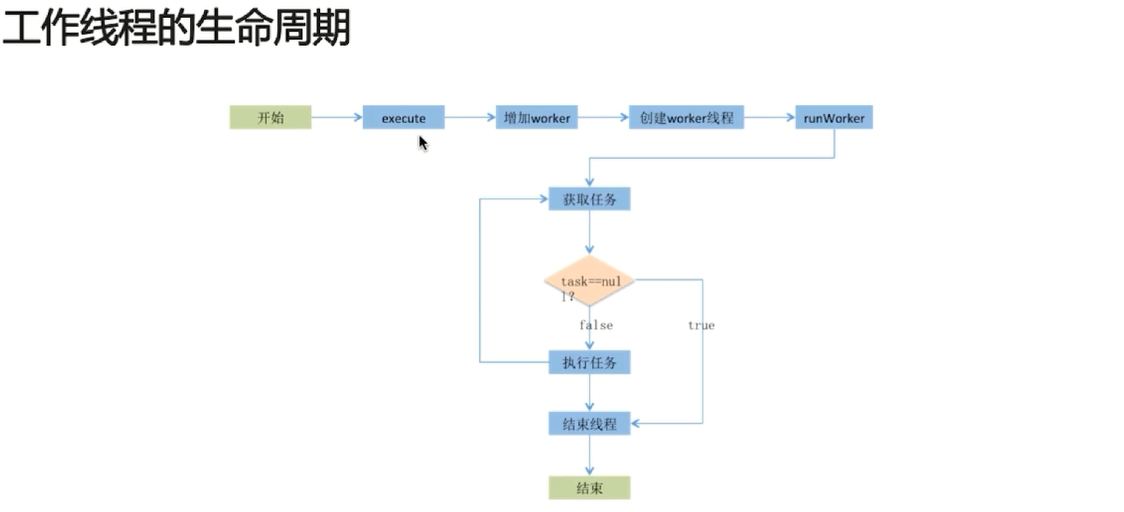 工作线程的生命周期
开始
execute
增加worker
创建worker线程
runWorker
获取任务
task==nul
l?
false
true
执行任务
结束线程
结束